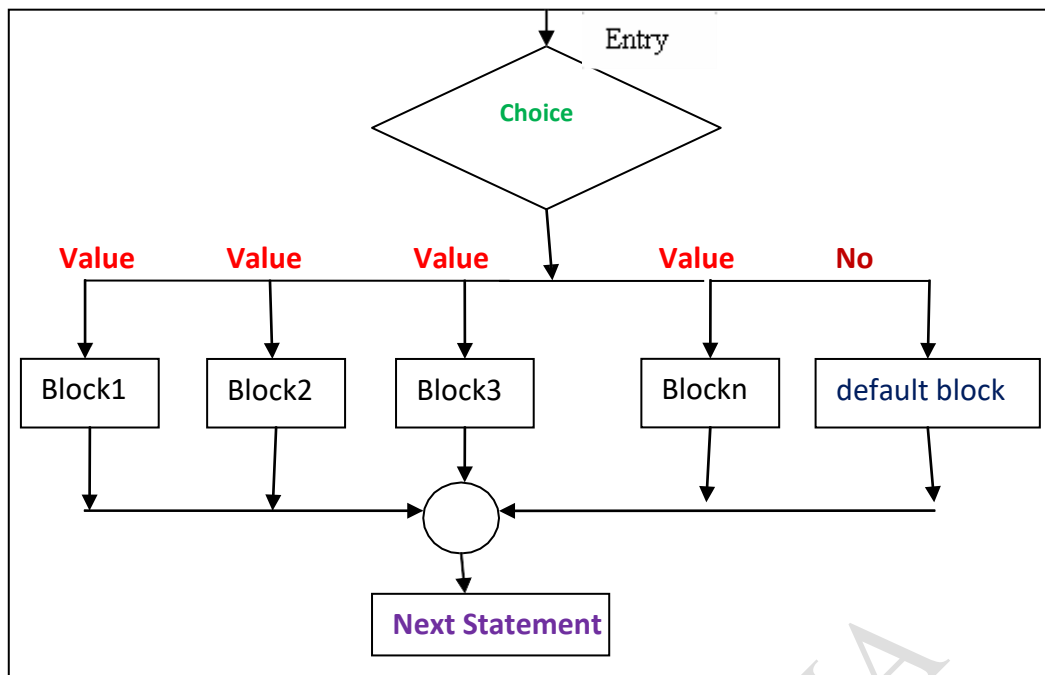 Entry
Choice
Value Value Value Value No
Block1 Block2 Block3 Blockn default block
Next Statement